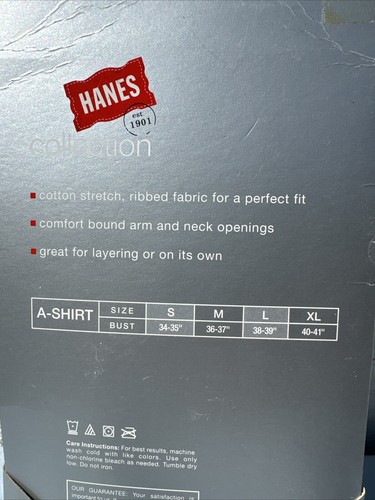 HANES
est
1901
collection
cotton stretch, ribbed fabric for a perfect fit
comfort bound arm and neck openings
great for layering or on its own
A-SHIRT SIZE S M L XL
BUST 34-35" 36-37" 38-39" 40-41"
Care Instructions: For best results, machine
wash cold with like colors. Use only
non-chlorine bleach as needed. Tumble dry
low. Do not iron.
OUR GUARANTEE: Your satisfaction is
important to us.